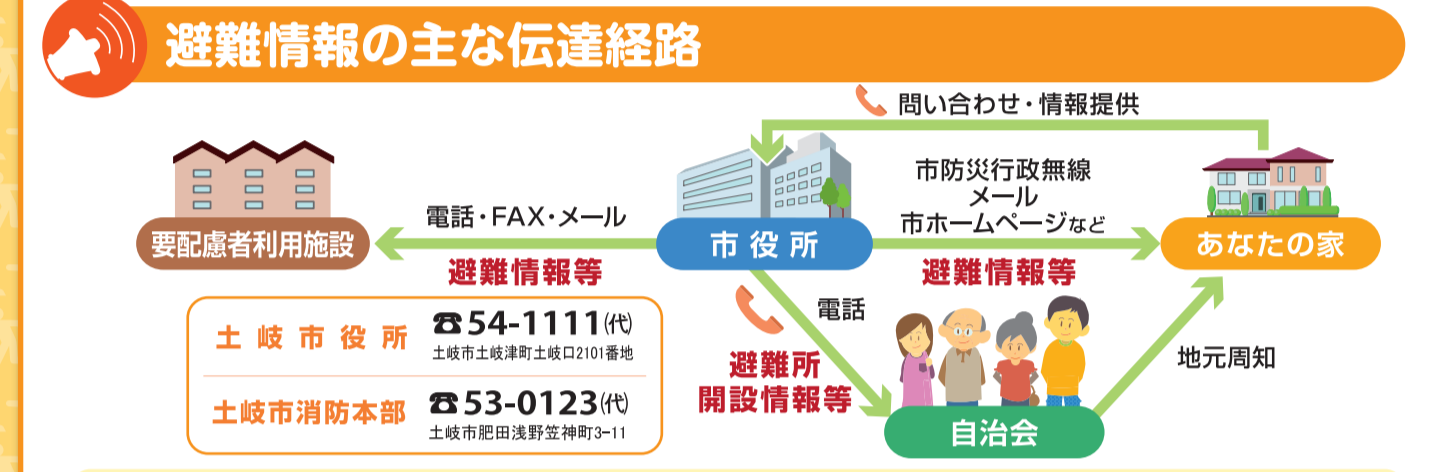 避難情報の主な伝達経路
問い合わせ・情報提供
市防災行政無線
メール
市ホームページなど
電話・FAX・メール
要配慮者利用施設
市役所
あなたの家
避難情報等
避難情報等
電話
避難所
開設情報等
地元周知
自治会
土岐市役所 ☎54-1111㈹
土岐市土岐津町土岐口2101番地
土岐市消防本部 ☎53-0123㈹
土岐市肥田浅野笠神町3-11